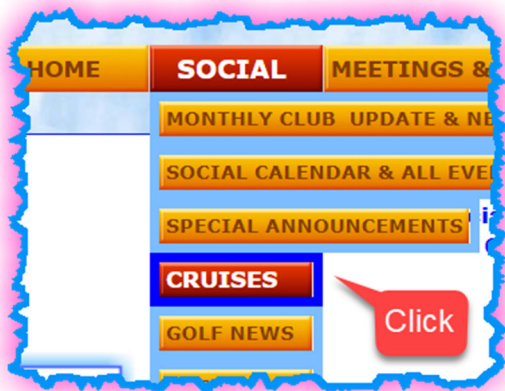 HOME SOCIAL MEETINGS &
MONTHLY CLUB UPDATE & NE
SOCIAL CALENDAR & ALL EVE
SPECIAL ANNOUNCEMENTS
CRUISES
Click
GOLF NEWS